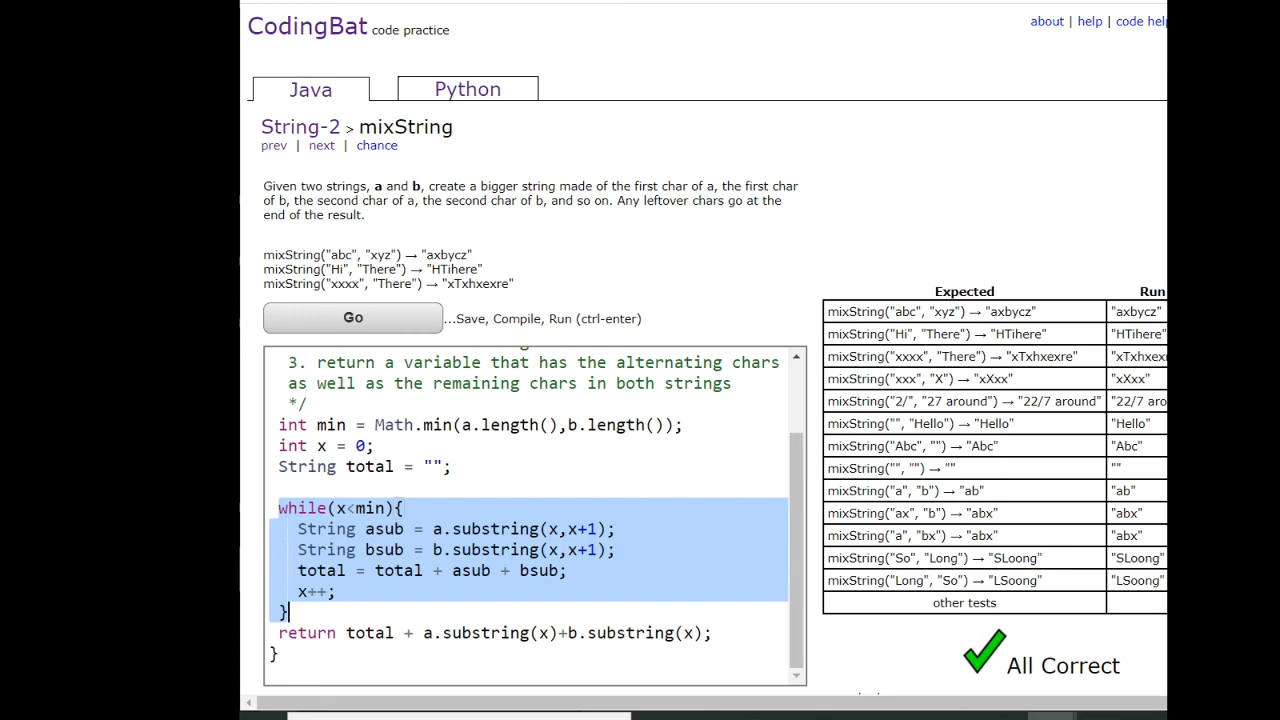 CodingBat code practice
about | help | code help
Java
Python
String-2 > mixString
prev | next | chance
Given two strings, a and b, create a bigger string made of the first char of a, the first char
of b, the second char of a, the second char of b, and so on. Any leftover chars go at the
end of the result.
mixString("abc", "xyz") → "axbycz"
mixString("Hi", "There") → "HTihere"
mixString("xxxx", "There") → "xTxhxexre"
Go
...Save, Compile, Run (ctrl-enter)
3. return a variable that has the alternating chars
as well as the remaining chars in both strings
*/
int min = Math.min(a.length(),b.length());
int x = 0;
String total = "";
while(x<min){
String asub = a.substring(x,x+1);
String bsub = b.substring(x,x+1);
total = total + asub + bsub;
x++;
}
return total + a.substring(x)+b.substring(x);
}
Expected Run
mixString("abc", "xyz") → "axbycz" "axbycz"
mixString("Hi", "There") → "HTihere" "HTihere"
mixString("xxxx", "There") → "xTxhxexre" "xTxhxex
mixString("xxx", "X") → "xXxx" "xXxx"
mixString("2/", "27 around") → "22/7 around" "22/7 aro
mixString("", "Hello") → "Hello" "Hello"
mixString("Abc", "") → "Abc" "Abc"
mixString("", "") → "" ""
mixString("a", "b") → "ab" "ab"
mixString("ax", "b") → "abx" "abx"
mixString("a", "bx") → "abx" "abx"
mixString("So", "Long") → "SLoong" "SLoong"
mixString("Long", "So") → "LSoong" "LSoong"
other tests
All Correct